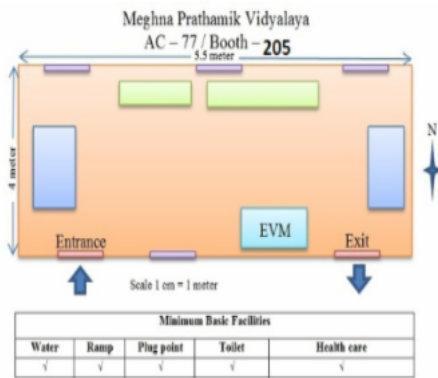 Meghna Prathamik Vidyalaya
AC – 77 / Booth – 205
5.5 meter
4 meter
N
EVM
Entrance
Exit
Scale 1 cm = 1 meter
Minimum Basic Facilities
Water Ramp Plug point Toilet Health care
√ √ √ √ √